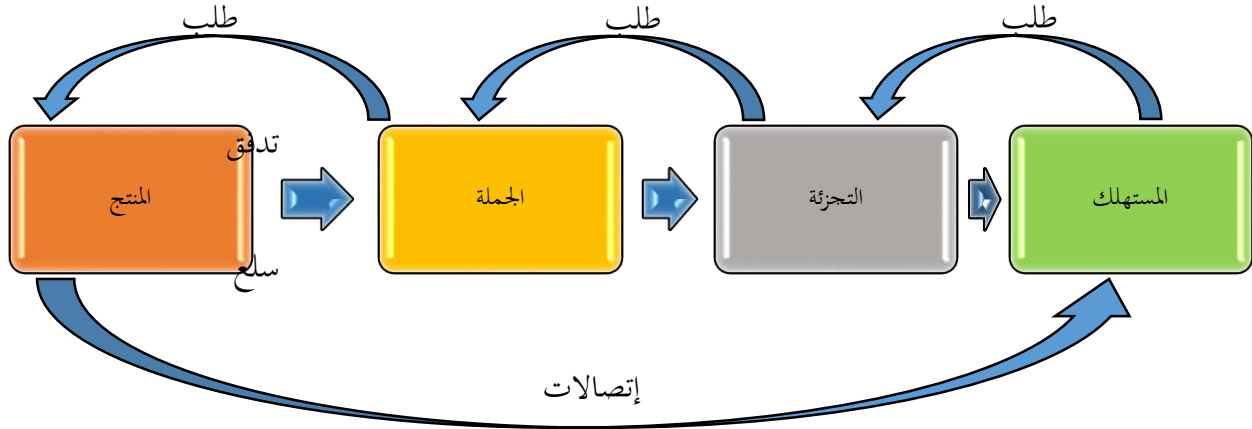 طلب
طلب
طلب
تدفق
المنتج
الجملة
التجزئة
المستهلك
سلع
إتصالات